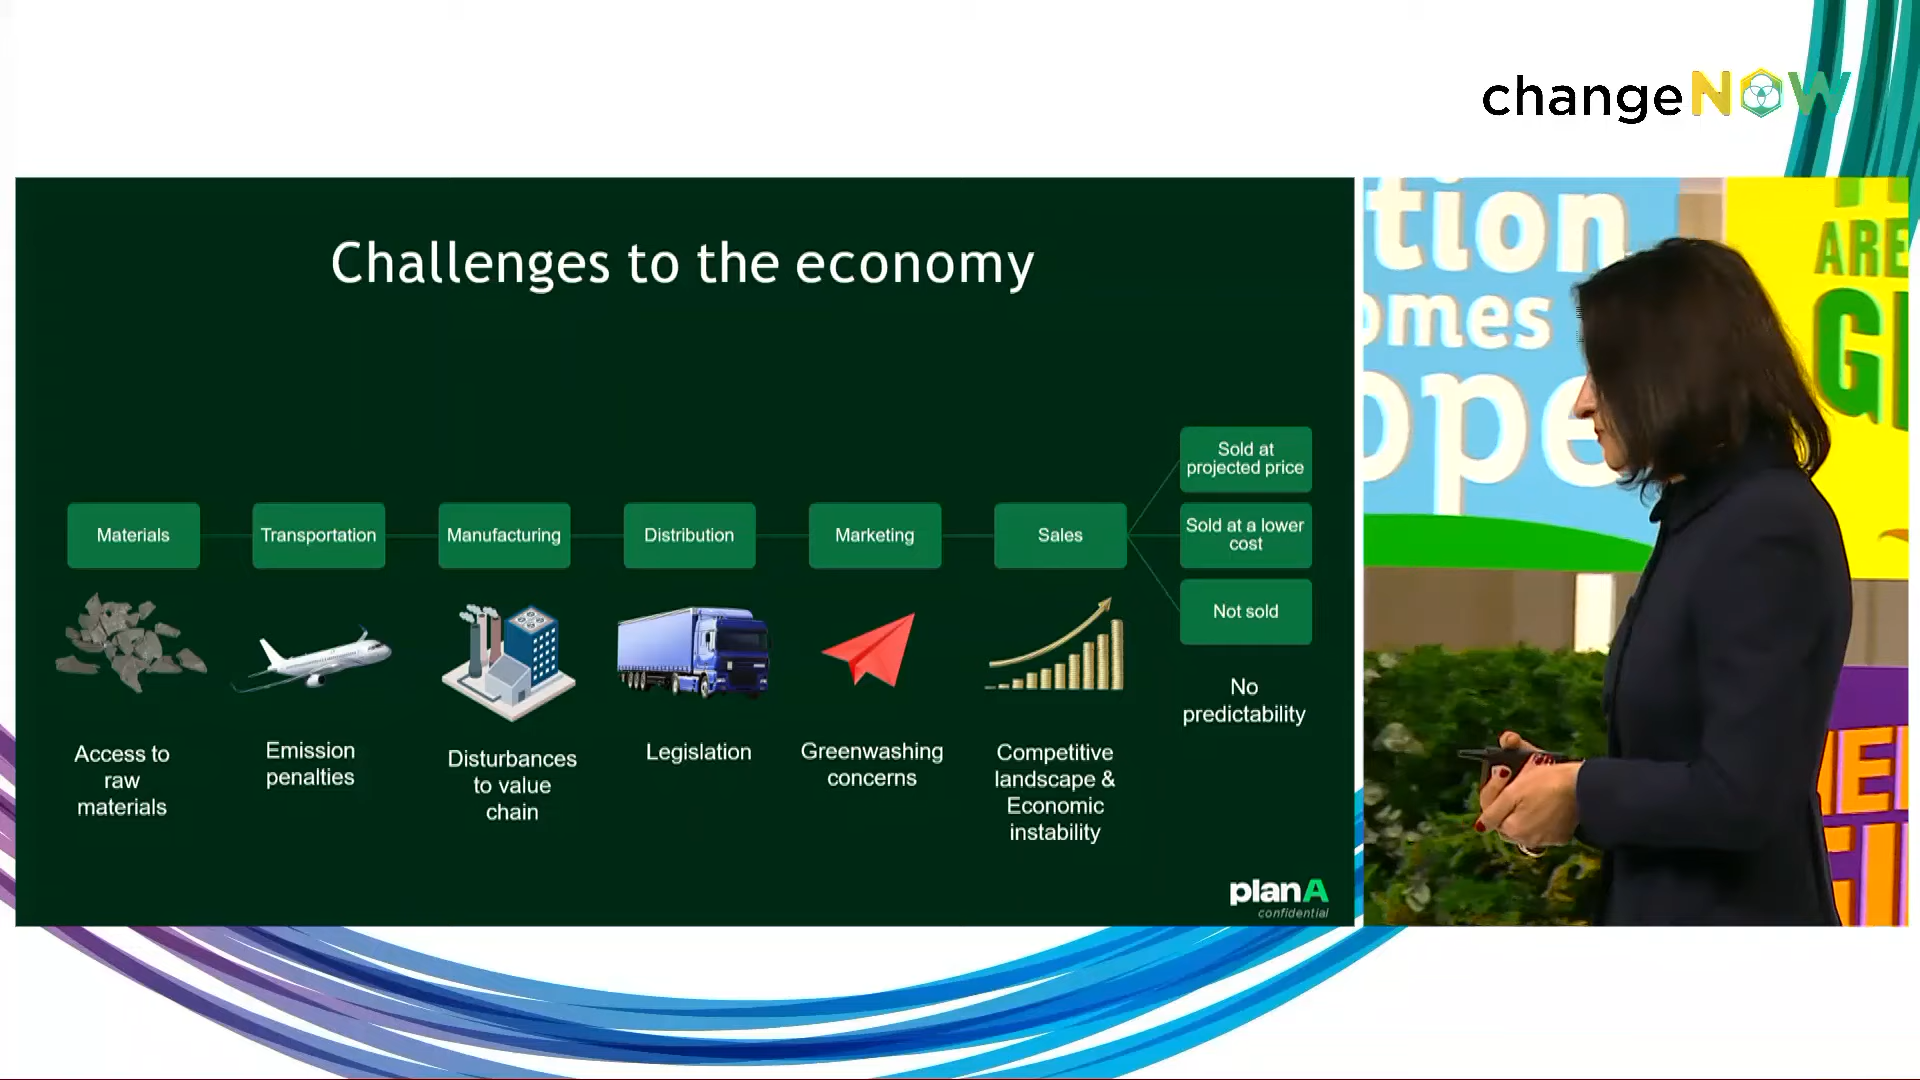 changeNOW
Challenges to the economy
Sold at
projected price
Materials
Transportation
Manufacturing
Distribution
Marketing
Sales
Sold at a lower
cost
Not sold
No
predictability
Access to
raw
materials
Emission
penalties
Disturbances
to value
chain
Legislation
Greenwashing
concerns
Competitive
landscape &
Economic
instability
planA
confidential
tion
omes
ope
ARE